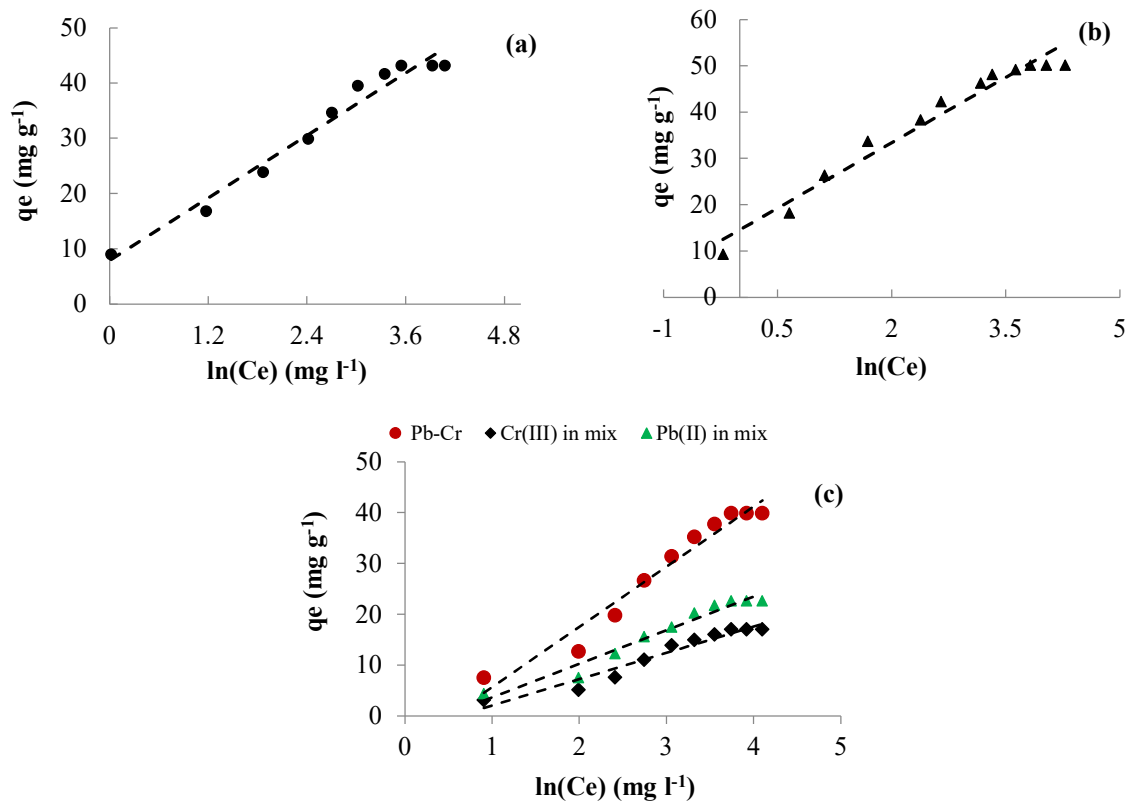 (a)
50
40
30
20
10
0
qe (mg g⁻¹)
0 1.2 2.4 3.6 4.8
ln(Ce) (mg l⁻¹)
(b)
60
50
40
30
20
10
0
qe (mg g⁻¹)
-1 0.5 2 3.5 5
ln(Ce)
Pb-Cr Cr(III) in mix Pb(II) in mix
(c)
50
40
30
20
10
0
qe (mg g⁻¹)
0 1 2 3 4 5
ln(Ce) (mg l⁻¹)